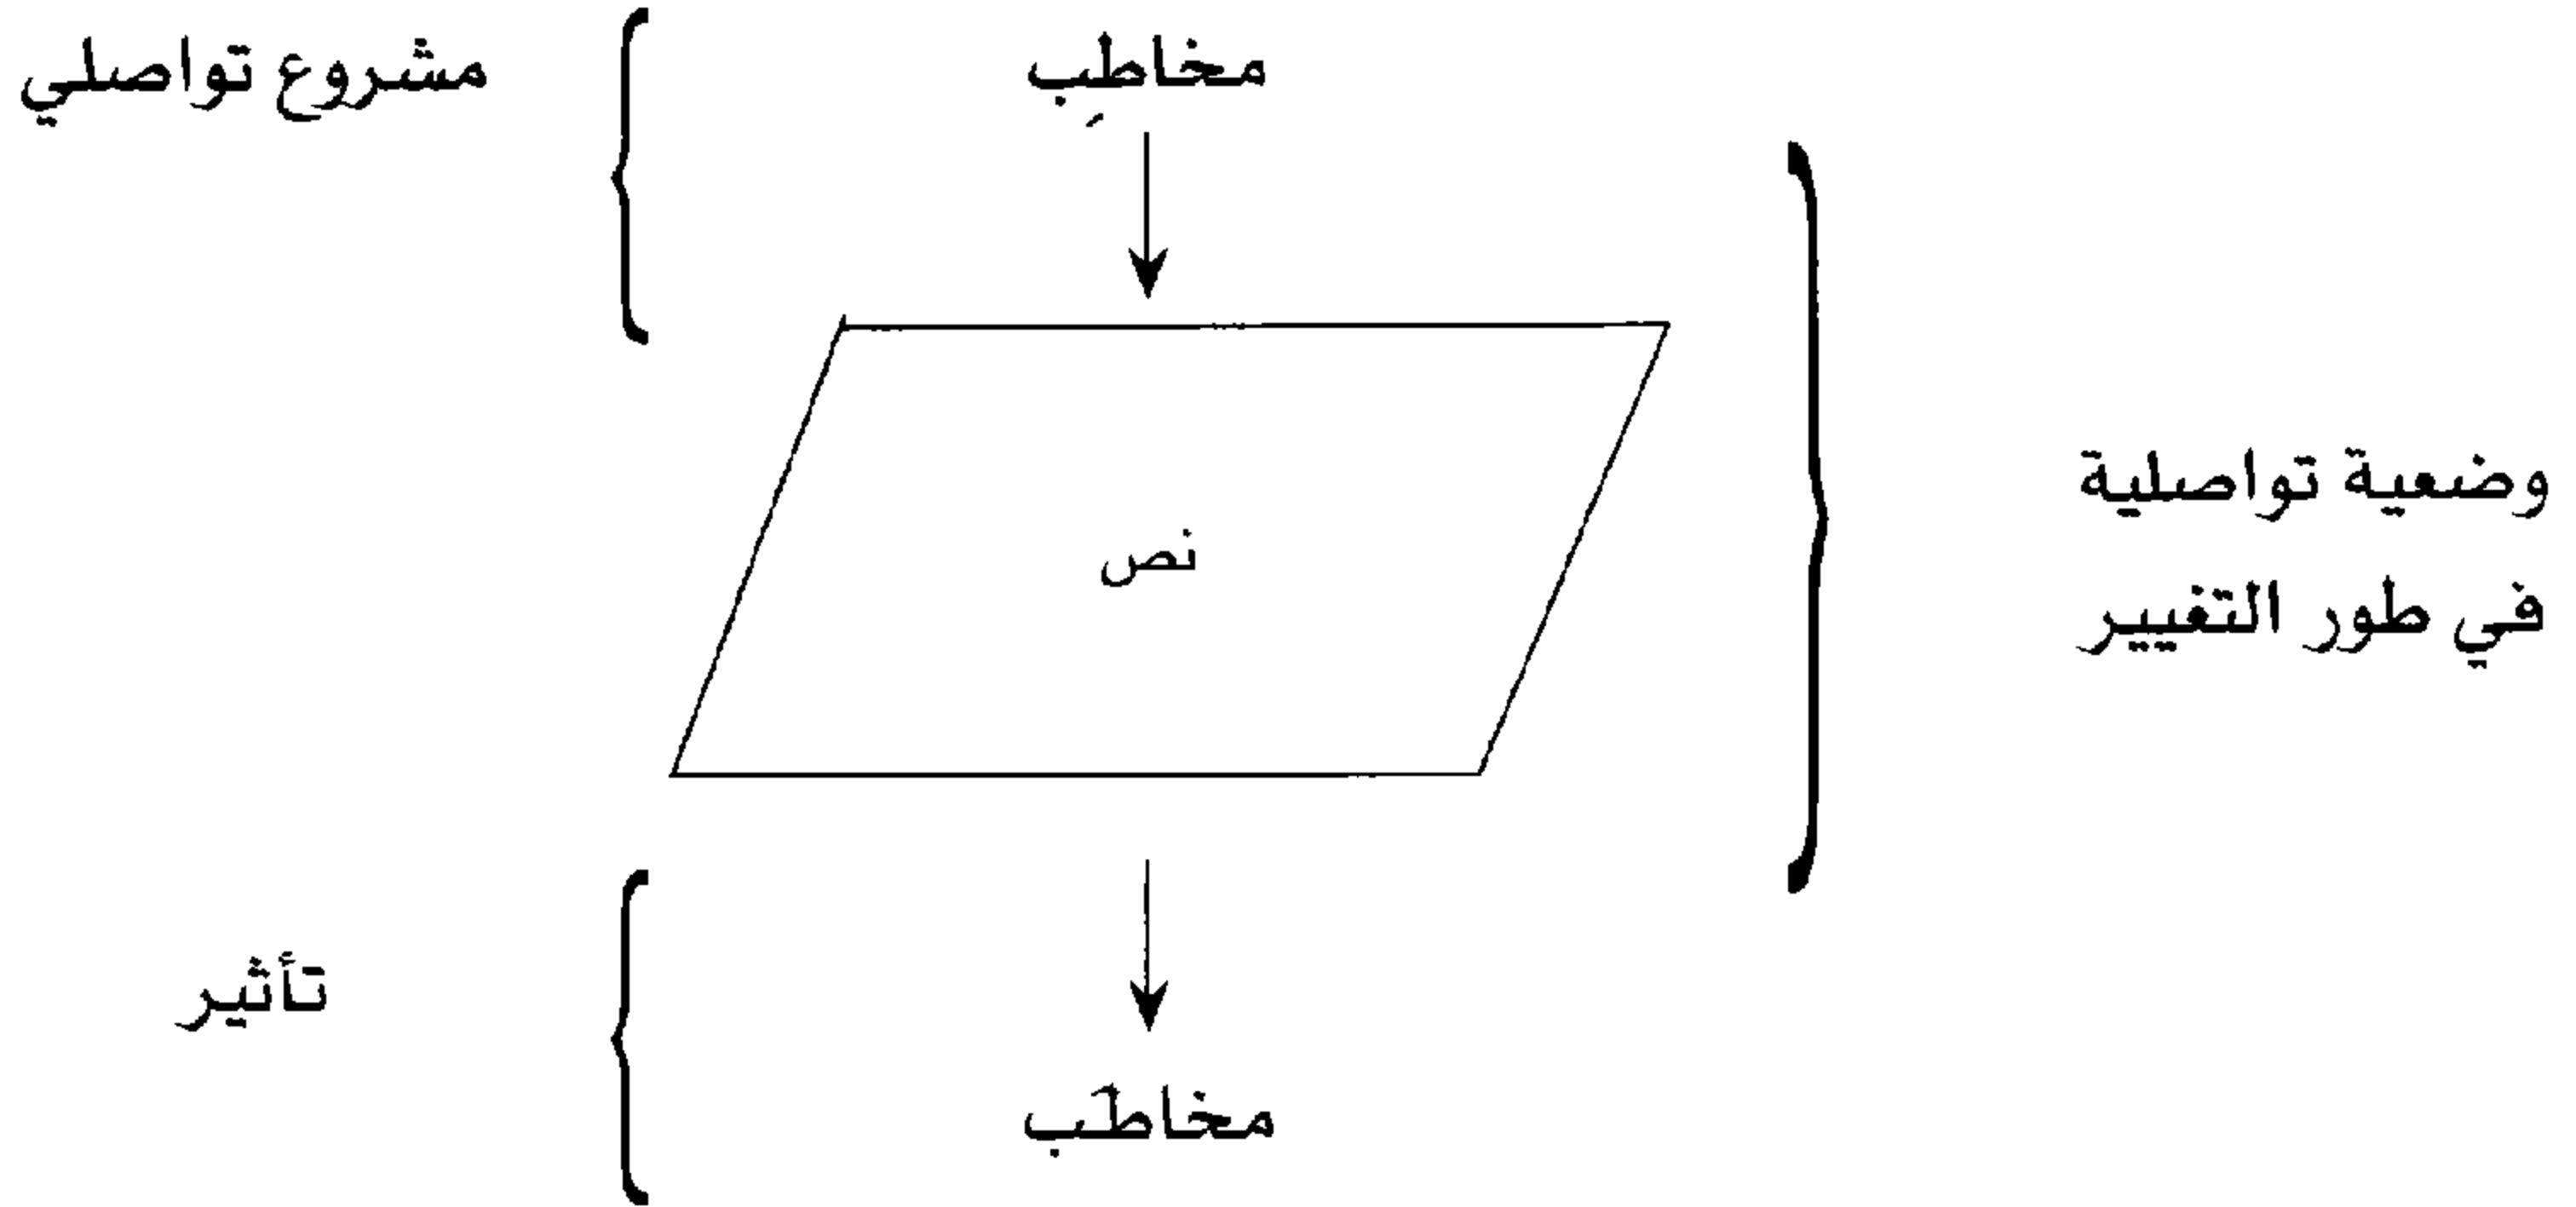 مخاطِب
مشروع تواصلي
وضعية تواصلية
في طور التغيير
نص
تأثير
مخاطَب